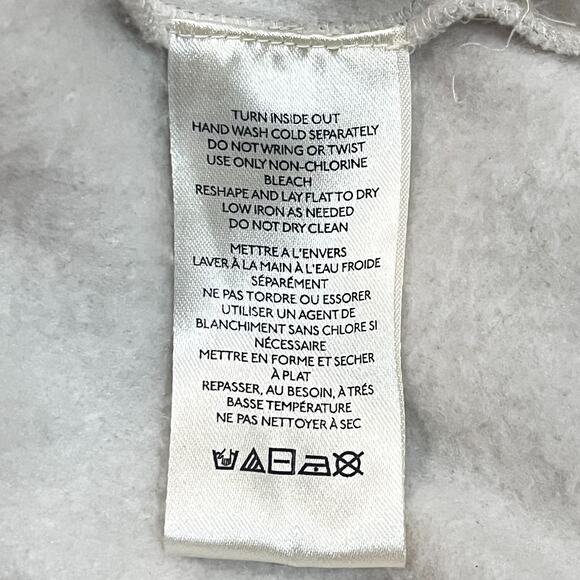 TURN INSIDE OUT
HAND WASH COLD SEPARATELY
DO NOT WRING OR TWIST
USE ONLY NON-CHLORINE
BLEACH
RESHAPE AND LAY FLAT TO DRY
LOW IRON AS NEEDED
DO NOT DRY CLEAN
METTRE A L'ENVERS
LAVER À LA MAIN À L'EAU FROIDE
SÉPARÉMENT
NE PAS TORDRE OU ESSORER
UTILISER UN AGENT DE
BLANCHIMENT SANS CHLORE SI
NÉCESSAIRE
METTRE EN FORME ET SECHER
À PLAT
REPASSER, AU BESOIN, À TRÉS
BASSE TEMPÉRATURE
NE PAS NETTOYER À SEC